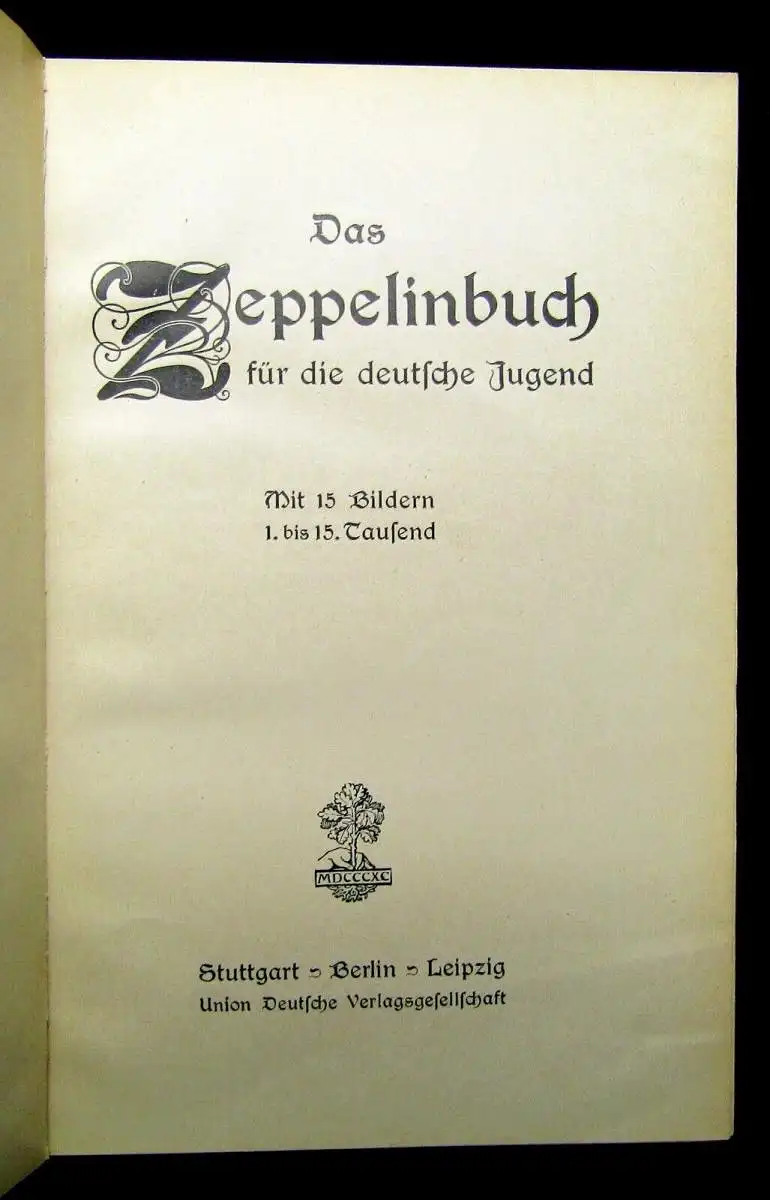 Das
Zeppelinbuch
für die deutſche Jugend
Mit 15 Bildern
1. bis 15. Tauſend
MDCCCXC
Stuttgart Berlin Leipzig
Union Deutſche Verlagsgeſellſchaft